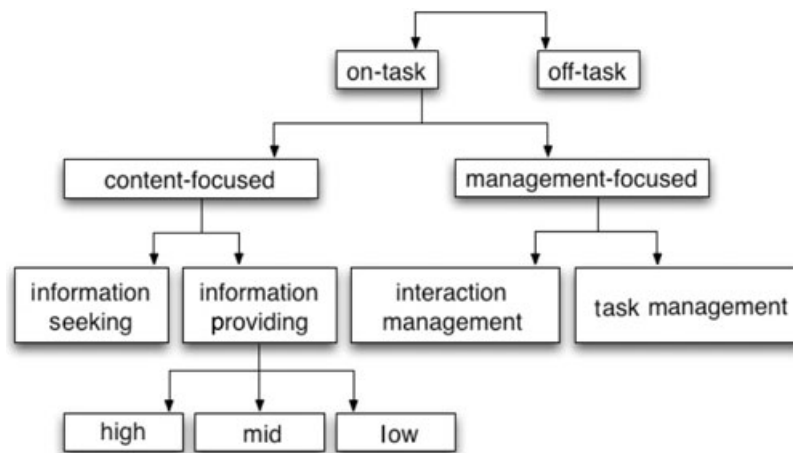 on-task
off-task
content-focused
management-focused
information
seeking
information
providing
interaction
management
task management
high
mid
low